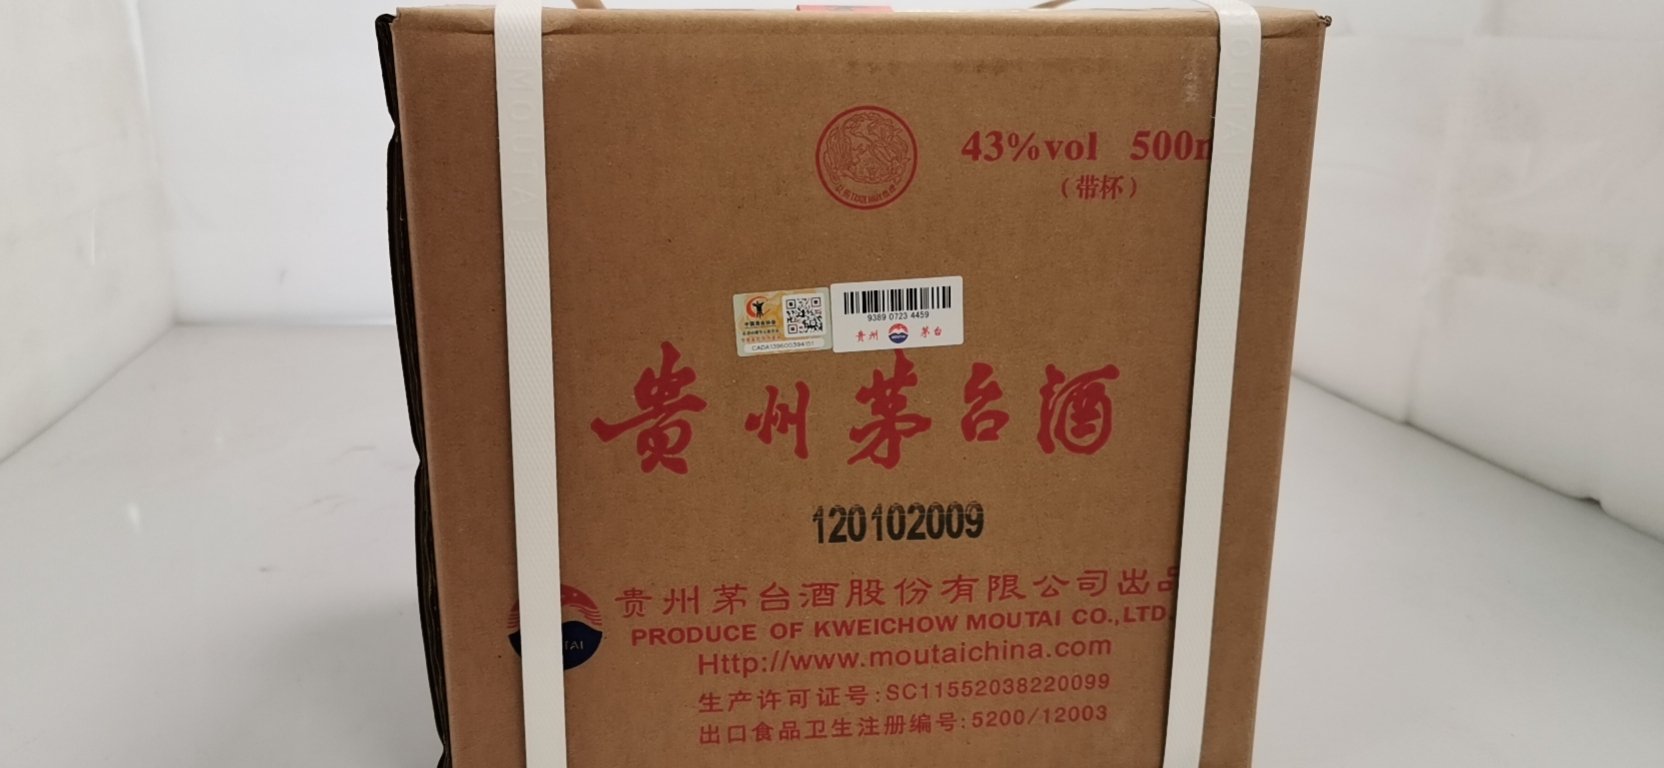 43%vol 500m
（带杯）
9389 0723 4459
贵州 茅台
贵州茅台酒
120102009
贵州茅台酒股份有限公司出品
PRODUCE OF KWEICHOW MOUTAI CO.,LTD.
Http://www.moutaichina.com
生产许可证号:SC11552038220099
出口食品卫生注册编号:5200/12003
MOUTAI
MOUTAI